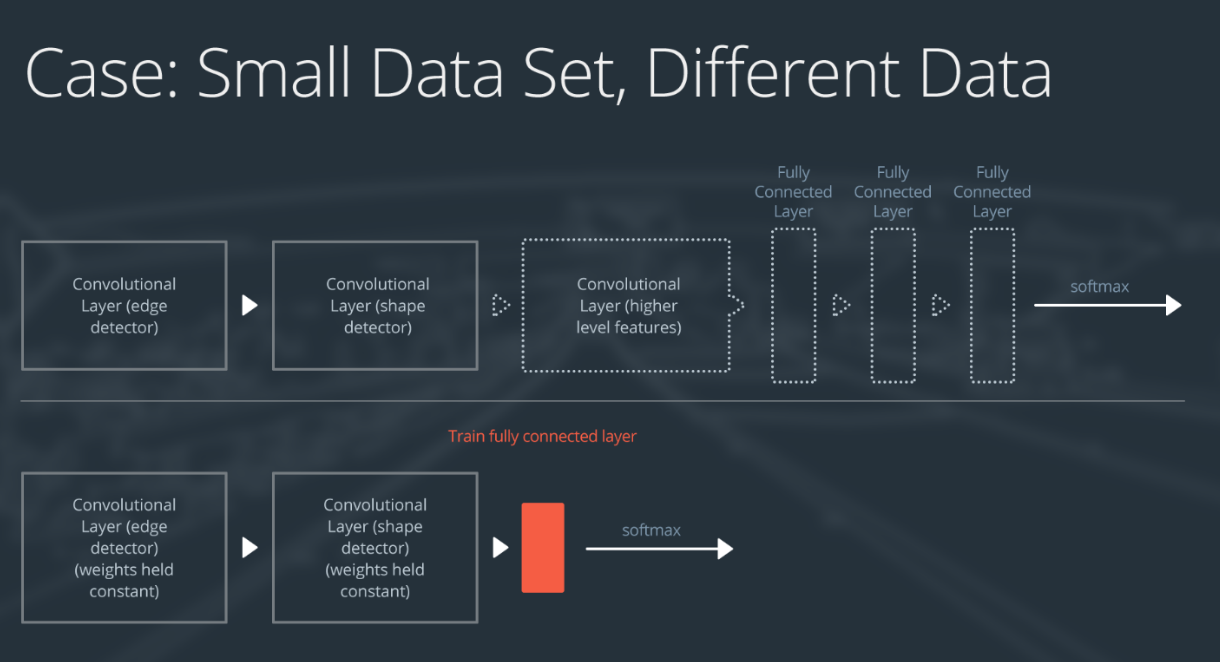 Case: Small Data Set, Different Data
Fully
Connected
Layer
Fully
Connected
Layer
Fully
Connected
Layer
Convolutional
Layer (edge
detector)
Convolutional
Layer (shape
detector)
Convolutional
Layer (higher
level features)
softmax
Train fully connected layer
Convolutional
Layer (edge
detector)
(weights held
constant)
Convolutional
Layer (shape
detector)
(weights held
constant)
softmax